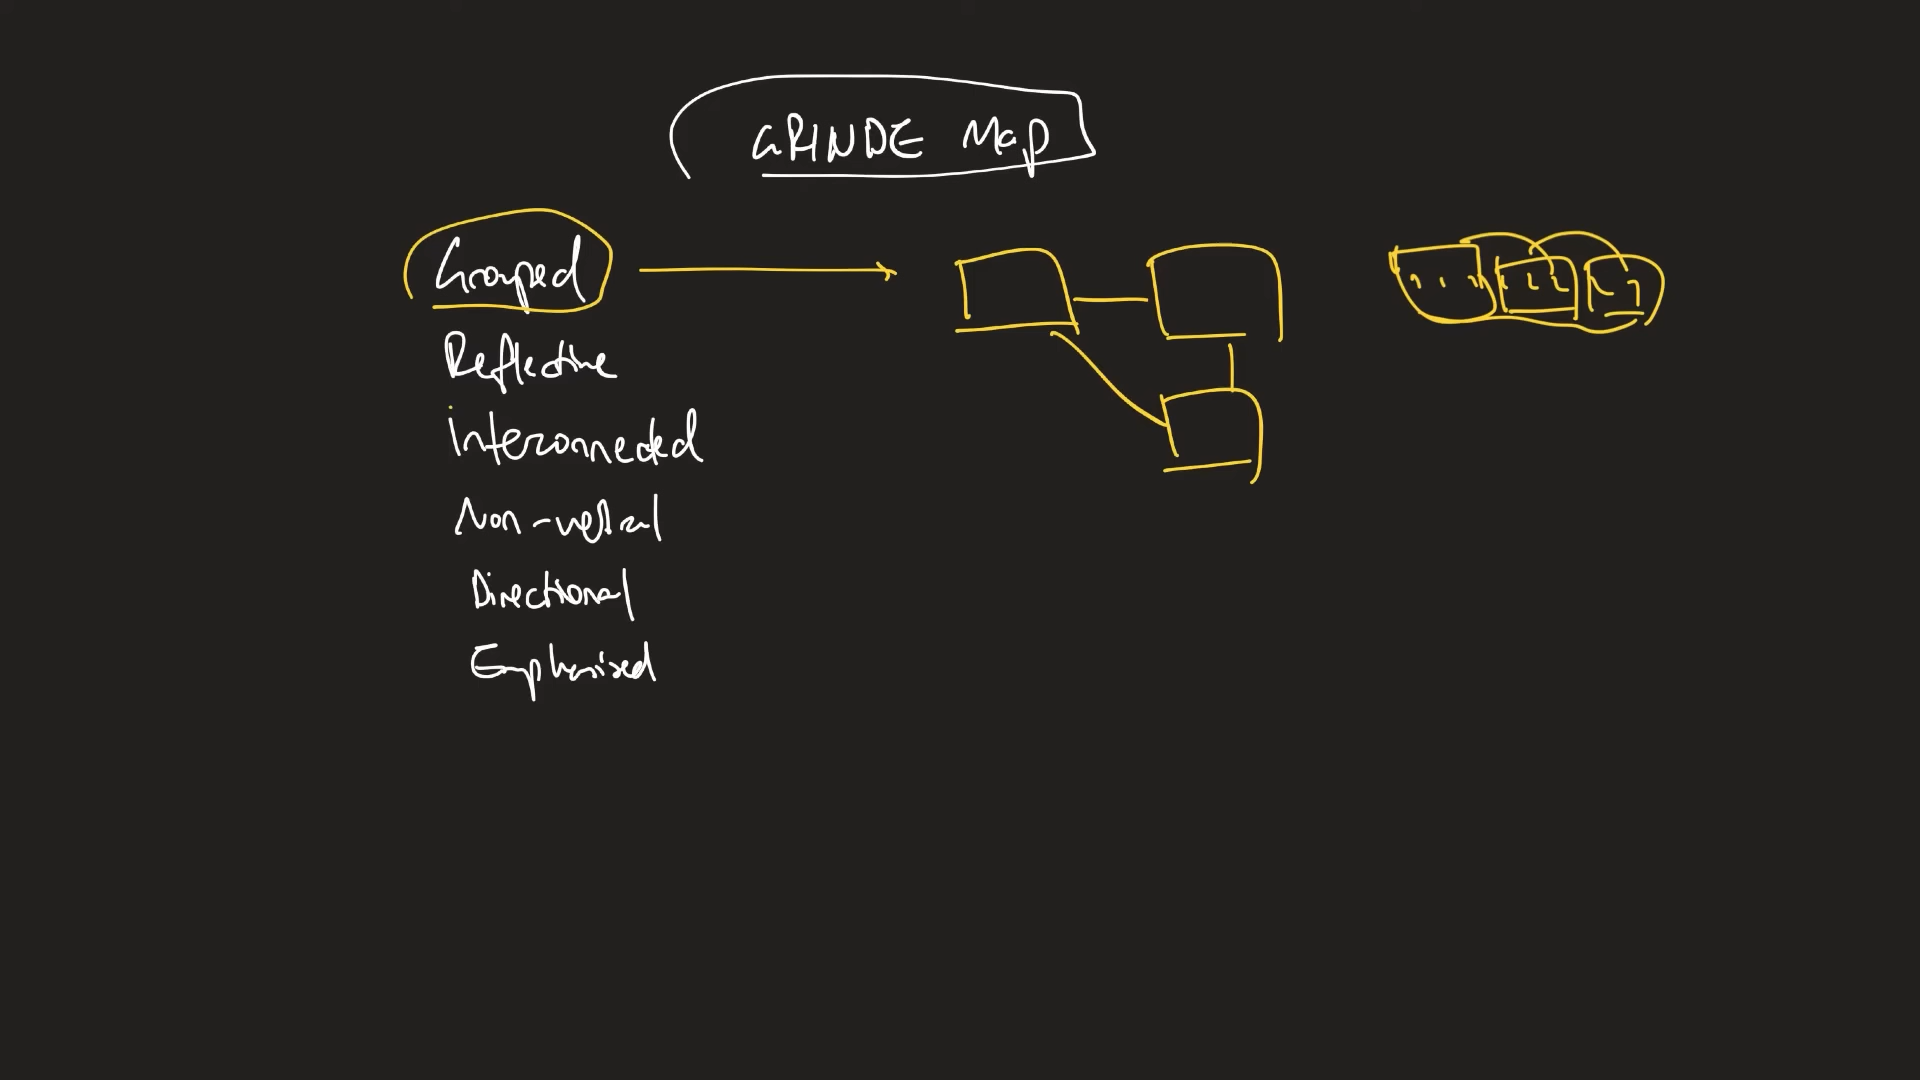 GRINDE Map
Grouped
Reflective
interconnected
Non-verbal
Directional
Emphasised